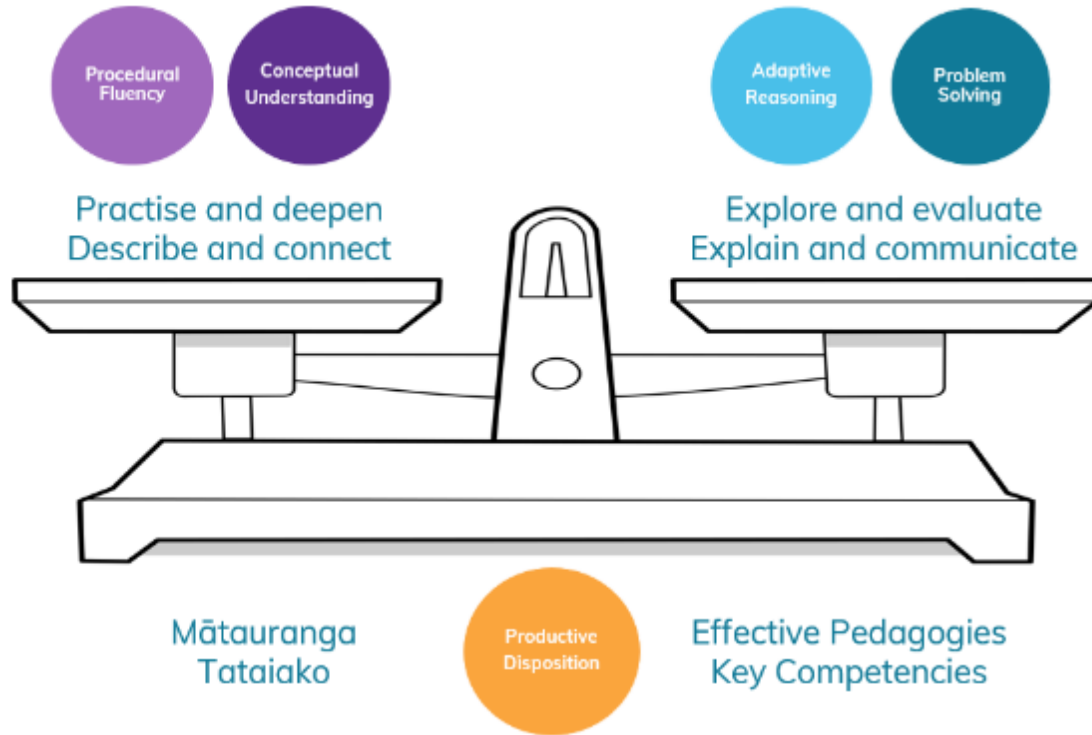 Procedural
Fluency
Conceptual
Understanding
Adaptive
Reasoning
Problem
Solving
Practise and deepen
Describe and connect
Explore and evaluate
Explain and communicate
Mātauranga
Tataiako
Productive
Disposition
Effective Pedagogies
Key Competencies